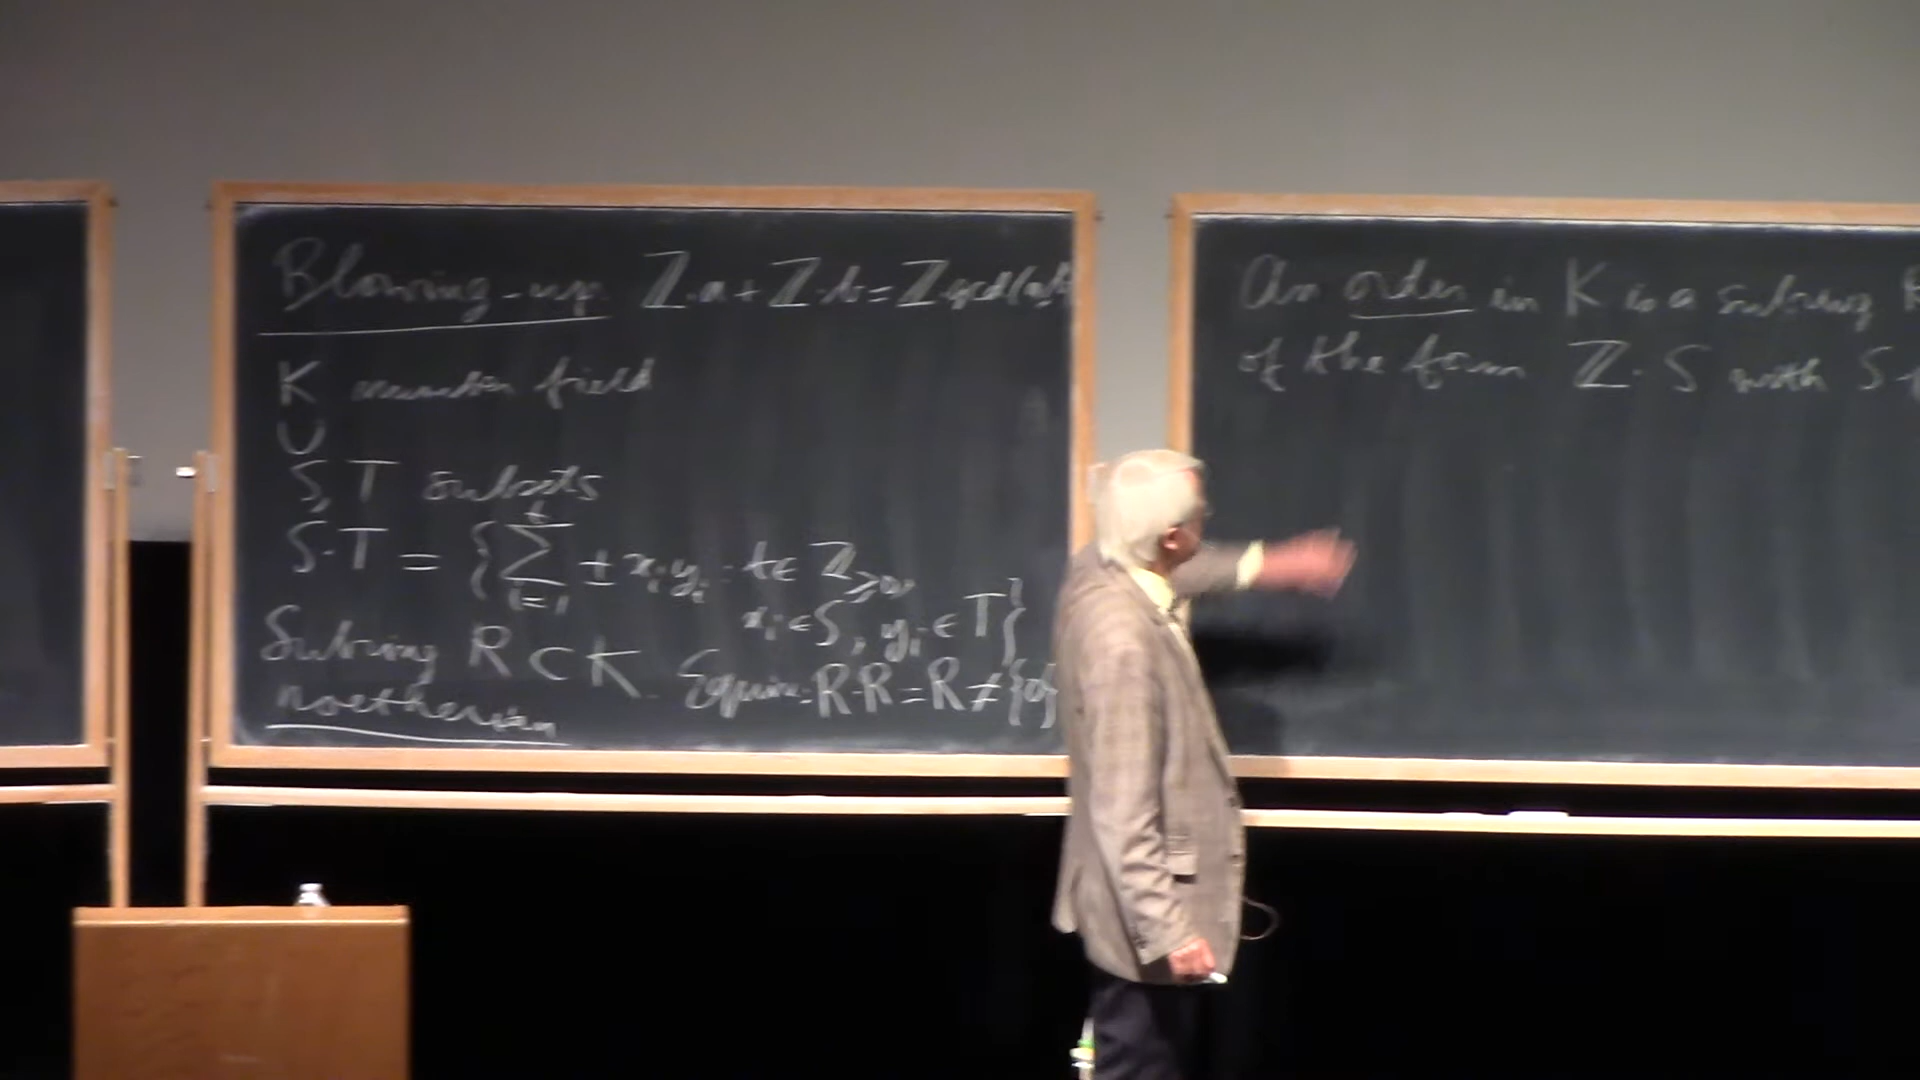 Blowing-up ℤ·a+ℤ·b=ℤ·gcd(a,b
K number field
∪
S, T subsets
S·T = {∑_{i=1}^{t} ± x_i y_i : t ∈ ℤ_{≥0},
x_i ∈ S, y_i ∈ T}
Subring R ⊂ K. Equiv: R·R = R ≠ {0}
noetherian
An order in K is a subring R
of the form ℤ·S with S